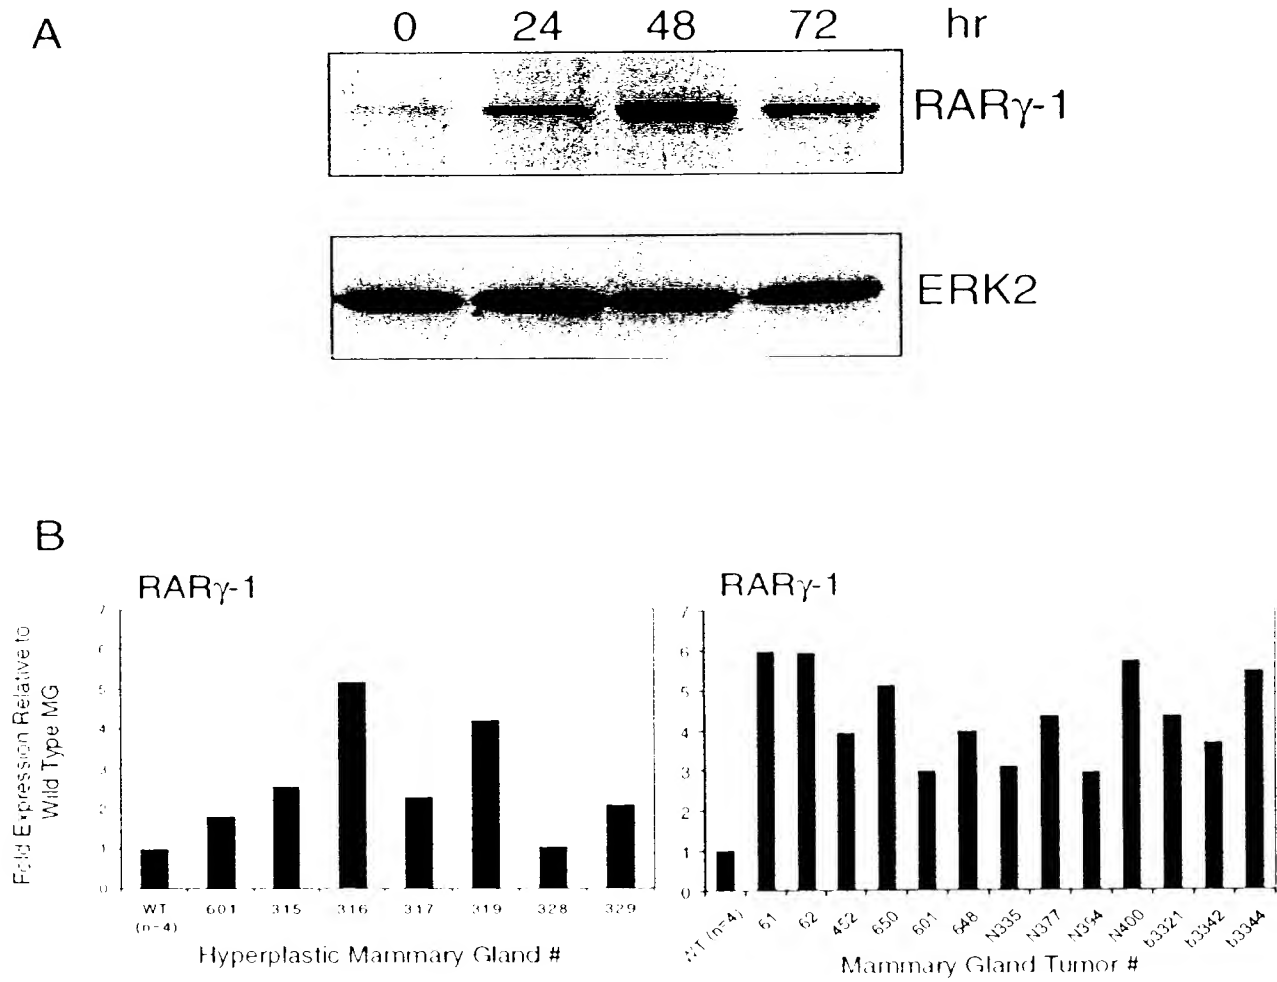 A
0 24 48 72 hr
RARγ-1
ERK2
B
RARγ-1
Fold Expression Relative to
Wild Type MG
7
6
5
4
3
2
1
0
WT 601 315 316 317 319 328 329
(n=4)
Hyperplastic Mammary Gland #
RARγ-1
7
6
5
4
3
2
1
0
WT (n=4) 61 62 452 650 601 648 N335 N377 N394 N400 b3321 b3342 b3344
Mammary Gland Tumor #